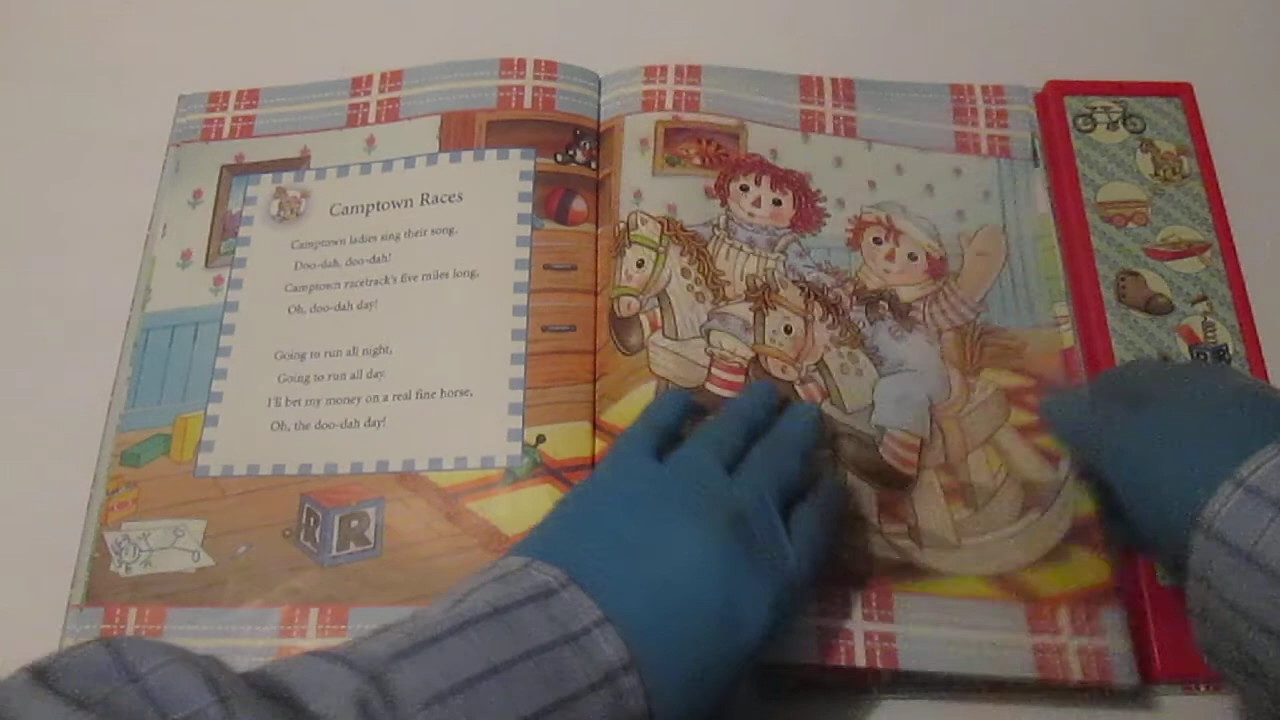 Camptown Races
Camptown ladies sing their song,
Doo-dah, doo-dah!
Camptown racetrack's five miles long,
Oh, doo-dah day!
Going to run all night,
Going to run all day.
I'll bet my money on a real fine horse,
Oh, the doo-dah day!
R R